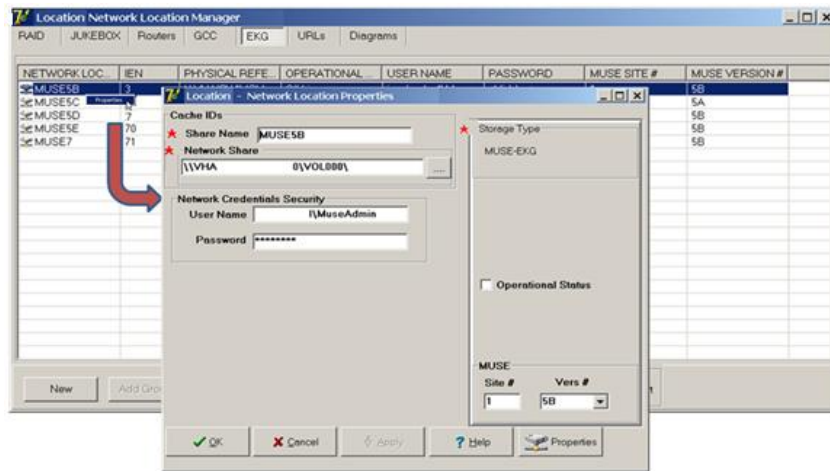 Location Network Location Manager
RAID JUKEBOX Routers GCC EKG URLs Diagrams
NETWORK LOC... IEN PHYSICAL REFE... OPERATIONAL ... USER NAME PASSWORD MUSE SITE # MUSE VERSION #
MUSE5B 3 5B
MUSE5C Properties 5A
MUSE5D 7 5B
MUSE5E 70 5B
MUSE7 71 5B
Location - Network Location Properties
Cache IDs
Share Name MUSE5B
Network Share
\\VHA 0\VOL000\
....
Network Credentials Security
User Name I\MuseAdmin
Password ********
Storage Type
MUSE-EKG
Operational Status
MUSE
Site # Vers #
1 5B
New Add Gro
OK Cancel Apply Help Properties